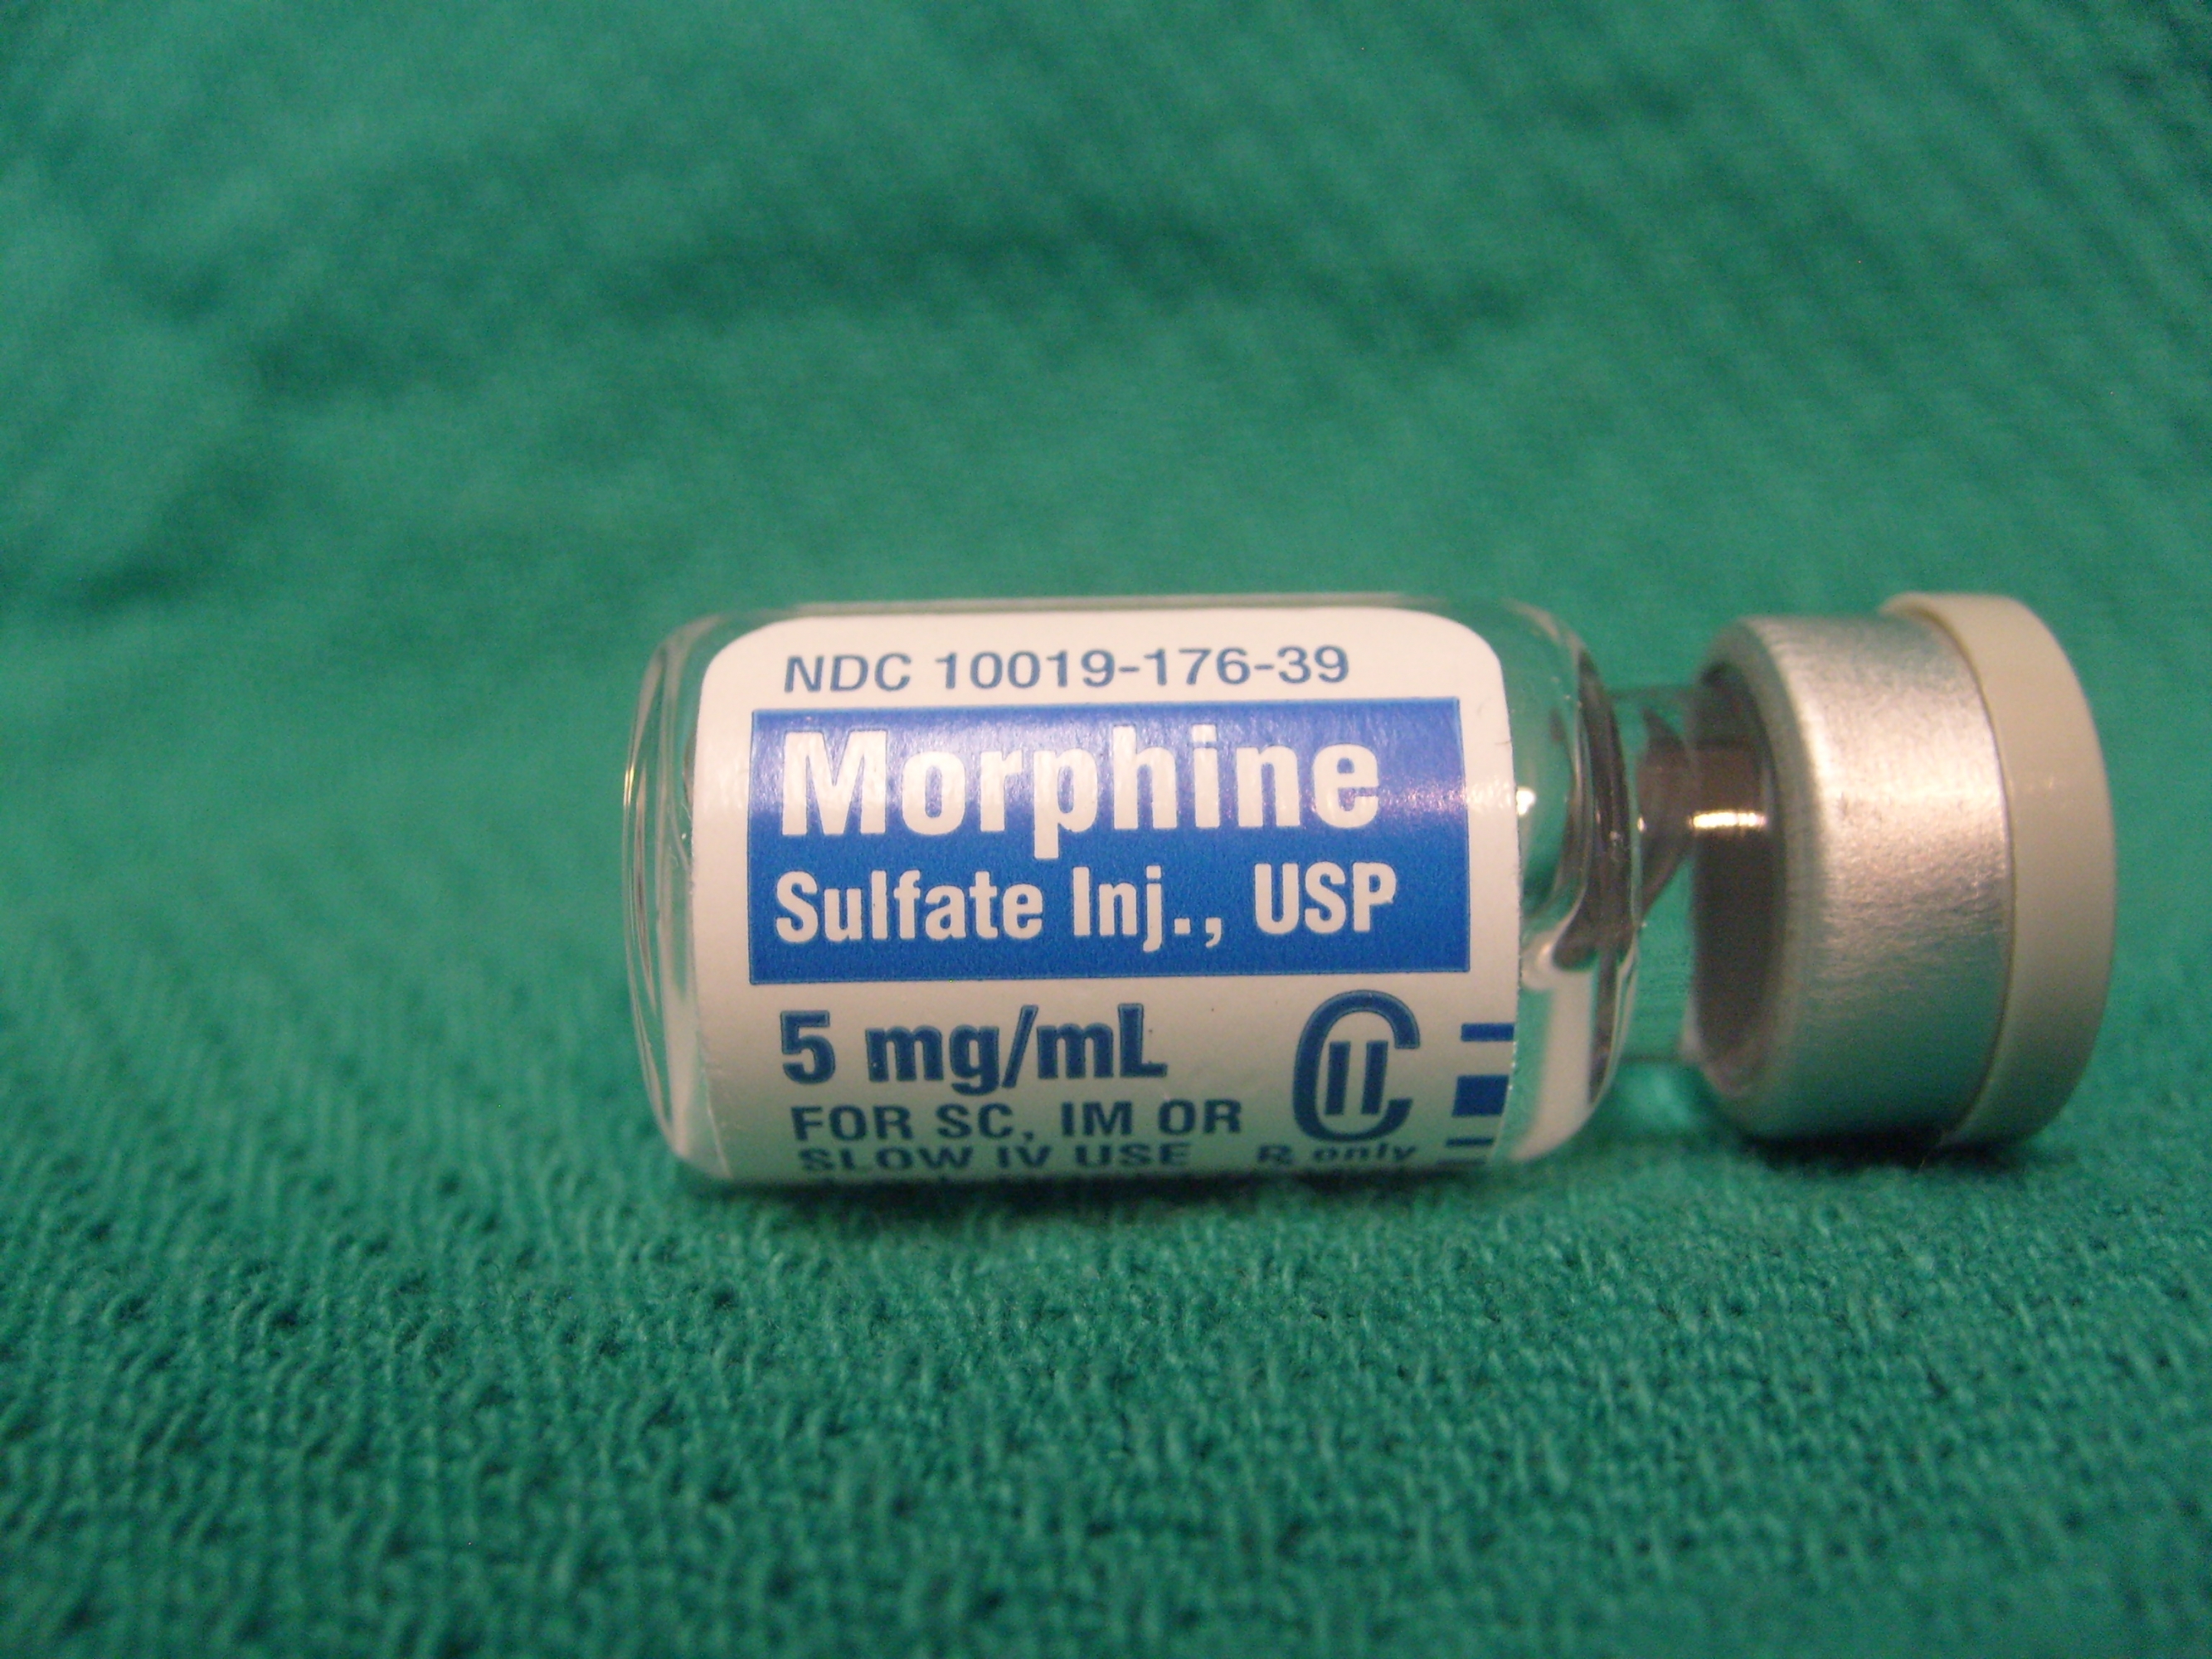 NDC 10019-176-39
Morphine
Sulfate Inj., USP
5 mg/mL
CII
FOR SC, IM OR
SLOW IV USE
Rx only